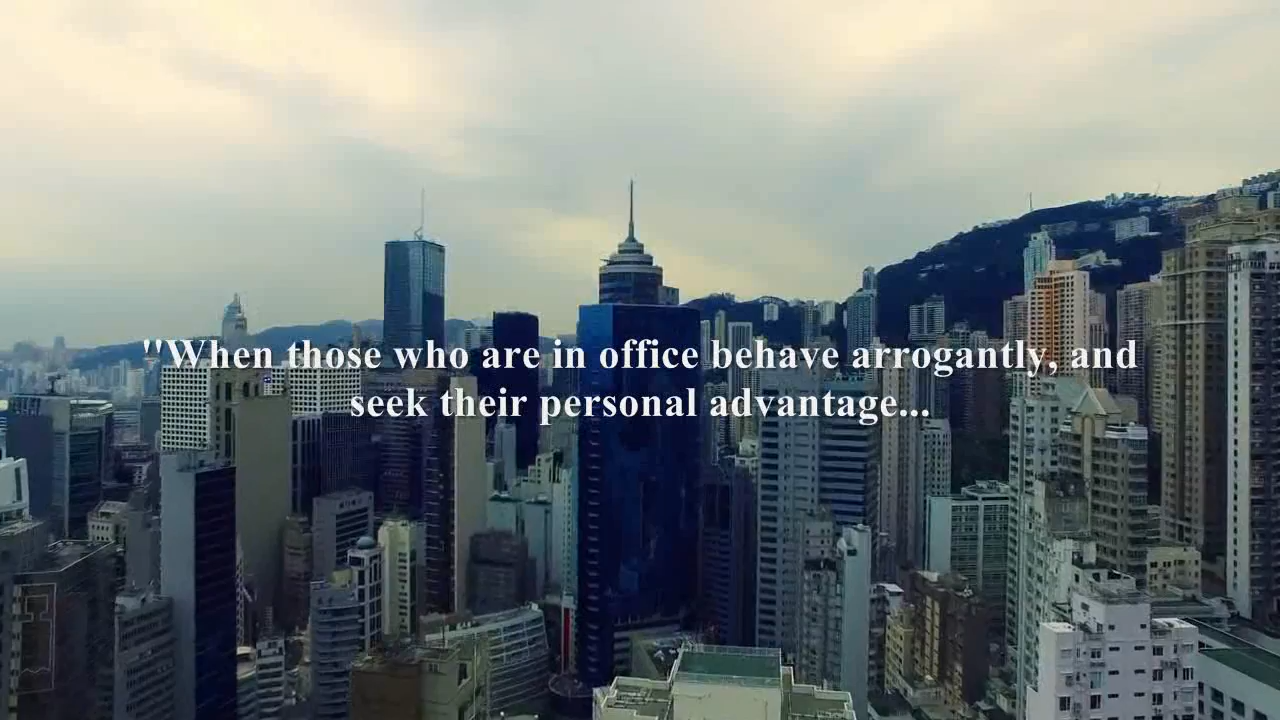 "When those who are in office behave arrogantly, and
seek their personal advantage...